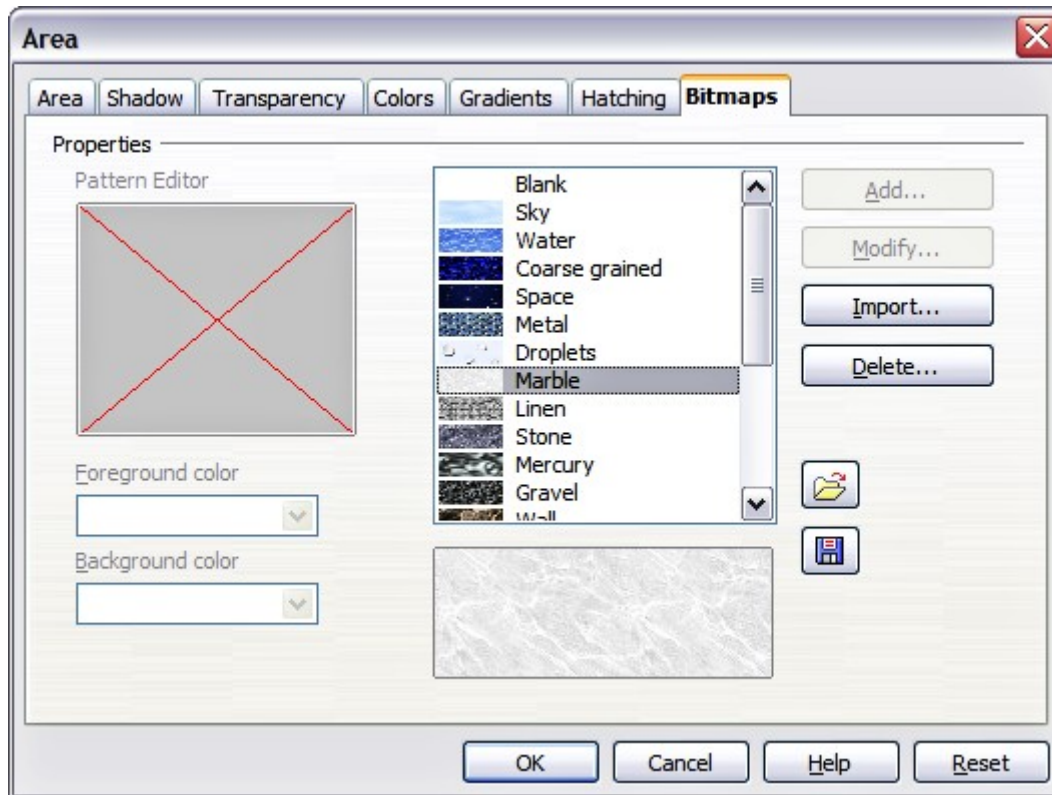 Area
Area Shadow Transparency Colors Gradients Hatching Bitmaps
Properties
Pattern Editor
Blank
Sky
Water
Coarse grained
Space
Metal
Droplets
Marble
Linen
Stone
Mercury
Gravel
Wall
Add...
Modify...
Import...
Delete...
Foreground color
Background color
OK Cancel Help Reset